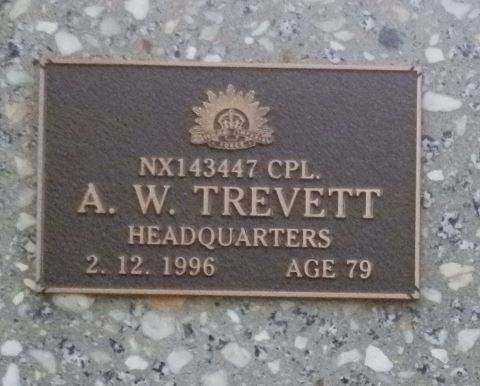 NX143447 CPL.
A. W. TREVETT
HEADQUARTERS
2. 12. 1996 AGE 79